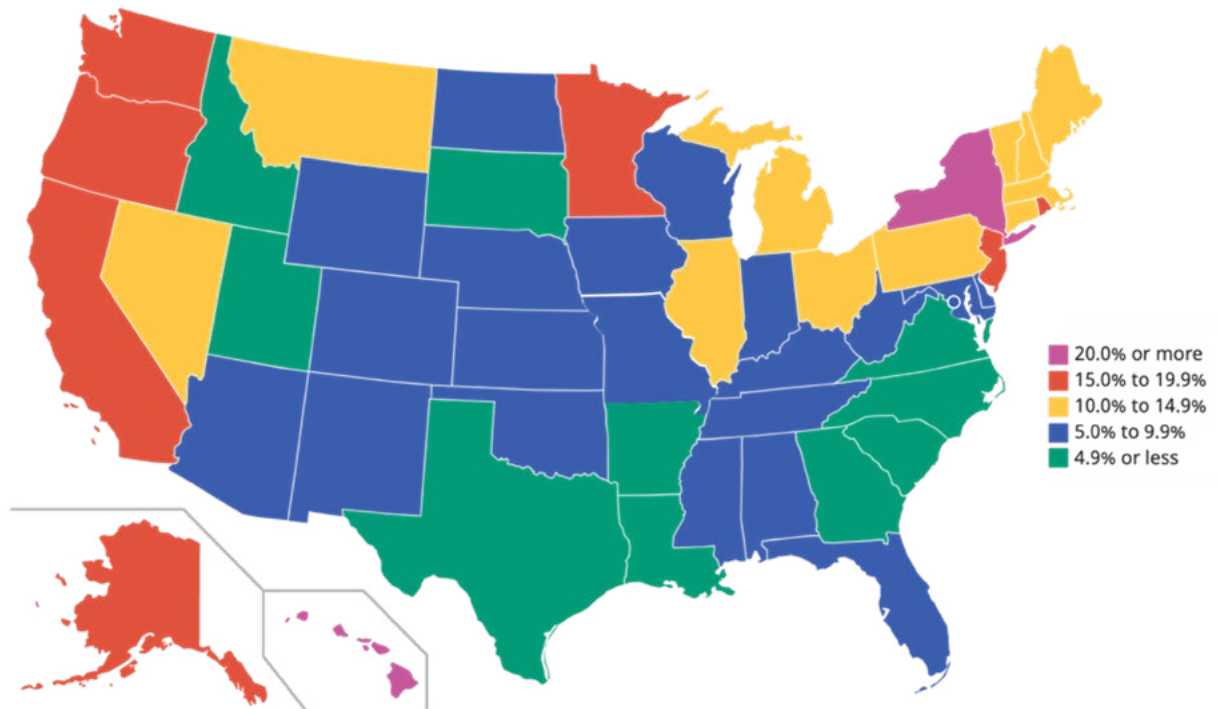 20.0% or more
15.0% to 19.9%
10.0% to 14.9%
5.0% to 9.9%
4.9% or less